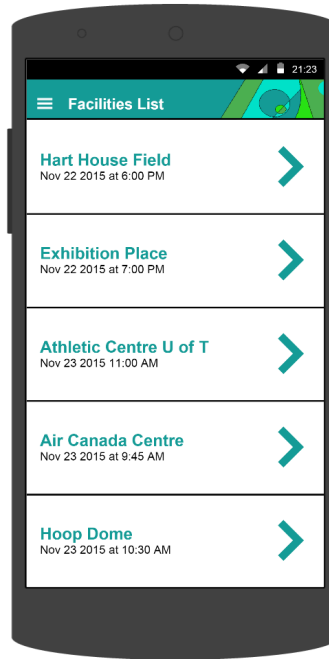 21:23
Facilities List
Hart House Field
Nov 22 2015 at 6:00 PM
Exhibition Place
Nov 22 2015 at 7:00 PM
Athletic Centre U of T
Nov 23 2015 11:00 AM
Air Canada Centre
Nov 23 2015 at 9:45 AM
Hoop Dome
Nov 23 2015 at 10:30 AM